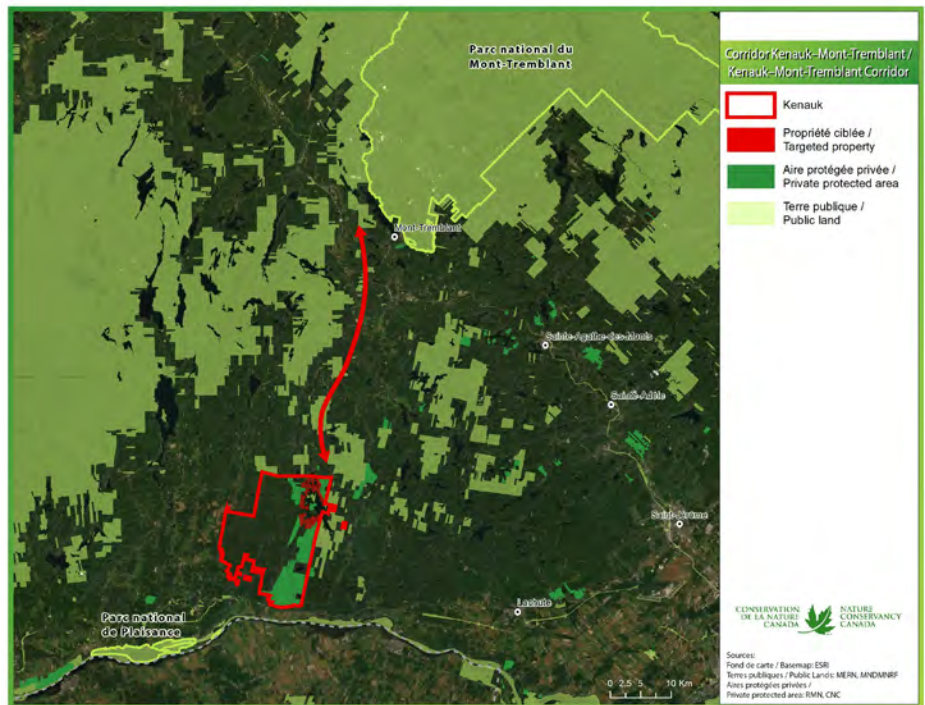 Parc national du
Mont-Tremblant
Mont-Tremblant
Sainte-Agathe-des-Monts
Sainte-Adèle
Saint-Jérôme
Lachute
Parc national
de Plaisance
0 2.5 5 10 Km
Corridor Kenauk–Mont-Tremblant /
Kenauk–Mont-Tremblant Corridor
Kenauk
Propriété ciblée /
Targeted property
Aire protégée privée /
Private protected area
Terre publique /
Public land
CONSERVATION
DE LA NATURE
CANADA
NATURE
CONSERVANCY
CANADA
Sources:
Fond de carte / Basemap: ESRI
Terres publiques / Public Lands: MERN, MNDMNRF
Aires protégées privées /
Private protected area: RMN, CNC